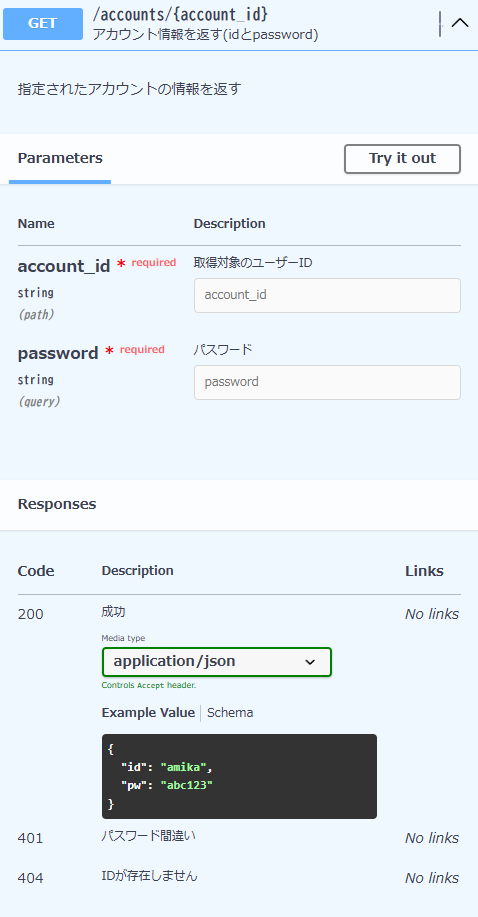 GET
/accounts/{account_id}
アカウント情報を返す(idとpassword)
指定されたアカウントの情報を返す
Parameters
Try it out
Name Description
account_id * required
string
(path)
取得対象のユーザーID
account_id
password * required
string
(query)
パスワード
password
Responses
Code Description Links
200 成功 No links
Media type
application/json
Controls Accept header.
Example Value Schema
{
"id": "amika",
"pw": "abc123"
}
401 パスワード間違い No links
404 IDが存在しません No links